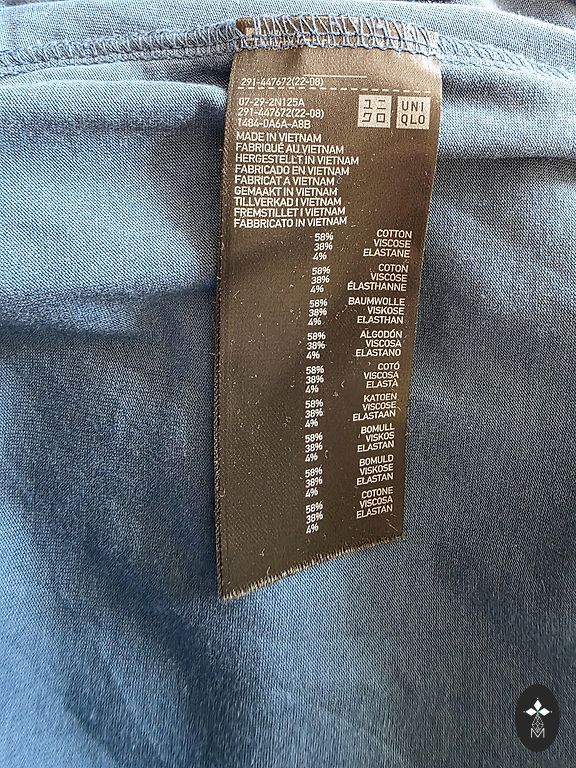 291-447672(22-08)
07-29-2N125A
291-447672(22-08)
1484-0A6A-A8B
ユニ
クロ
UNI
QLO
MADE IN VIETNAM
FABRIQUÉ AU VIETNAM
HERGESTELLT IN VIETNAM
FABRICADO EN VIETNAM
FABRICAT A VIETNAM
GEMAAKT IN VIETNAM
TILLVERKAD I VIETNAM
FREMSTILLET I VIETNAM
FABBRICATO IN VIETNAM
58% COTTON
38% VISCOSE
4% ELASTANE
58% COTON
38% VISCOSE
4% ÉLASTHANNE
58% BAUMWOLLE
38% VISKOSE
4% ELASTHAN
58% ALGODÓN
38% VISCOSA
4% ELASTANO
58% COTÓ
38% VISCOSA
4% ELASTÀ
58% KATOEN
38% VISCOSE
4% ELASTAAN
58% BOMULL
38% VISKOS
4% ELASTAN
58% BOMULD
38% VISKOSE
4% ELASTAN
58% COTONE
38% VISCOSA
4% ELASTAN
M